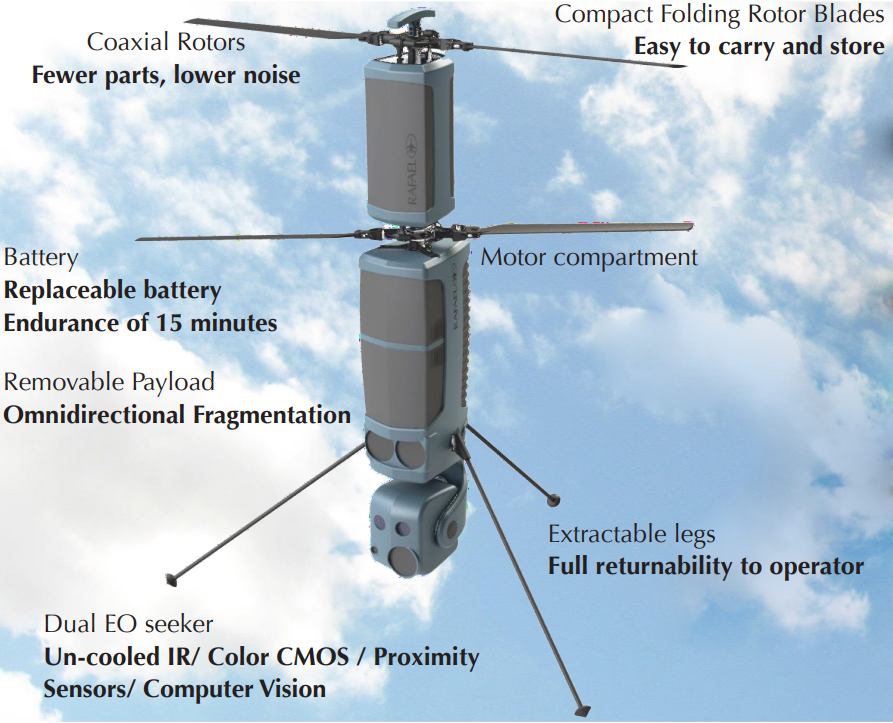 Compact Folding Rotor Blades
Easy to carry and store
Coaxial Rotors
Fewer parts, lower noise
RAFAEL
Battery
Replaceable battery
Endurance of 15 minutes
Motor compartment
RAFAEL
Removable Payload
Omnidirectional Fragmentation
Extractable legs
Full returnability to operator
Dual EO seeker
Un-cooled IR/ Color CMOS / Proximity
Sensors/ Computer Vision